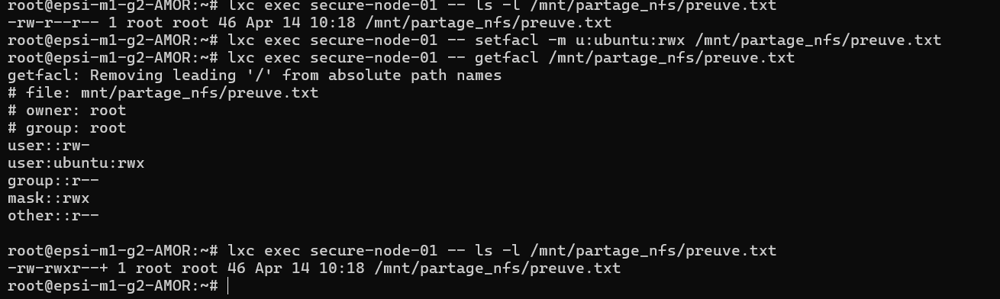 root@epsi-m1-g2-AMOR:~# lxc exec secure-node-01 -- ls -l /mnt/partage_nfs/preuve.txt
-rw-r--r-- 1 root root 46 Apr 14 10:18 /mnt/partage_nfs/preuve.txt
root@epsi-m1-g2-AMOR:~# lxc exec secure-node-01 -- setfacl -m u:ubuntu:rwx /mnt/partage_nfs/preuve.txt
root@epsi-m1-g2-AMOR:~# lxc exec secure-node-01 -- getfacl /mnt/partage_nfs/preuve.txt
getfacl: Removing leading '/' from absolute path names
# file: mnt/partage_nfs/preuve.txt
# owner: root
# group: root
user::rw-
user:ubuntu:rwx
group::r--
mask::rwx
other::r--

root@epsi-m1-g2-AMOR:~# lxc exec secure-node-01 -- ls -l /mnt/partage_nfs/preuve.txt
-rw-rwxr--+ 1 root root 46 Apr 14 10:18 /mnt/partage_nfs/preuve.txt
root@epsi-m1-g2-AMOR:~#